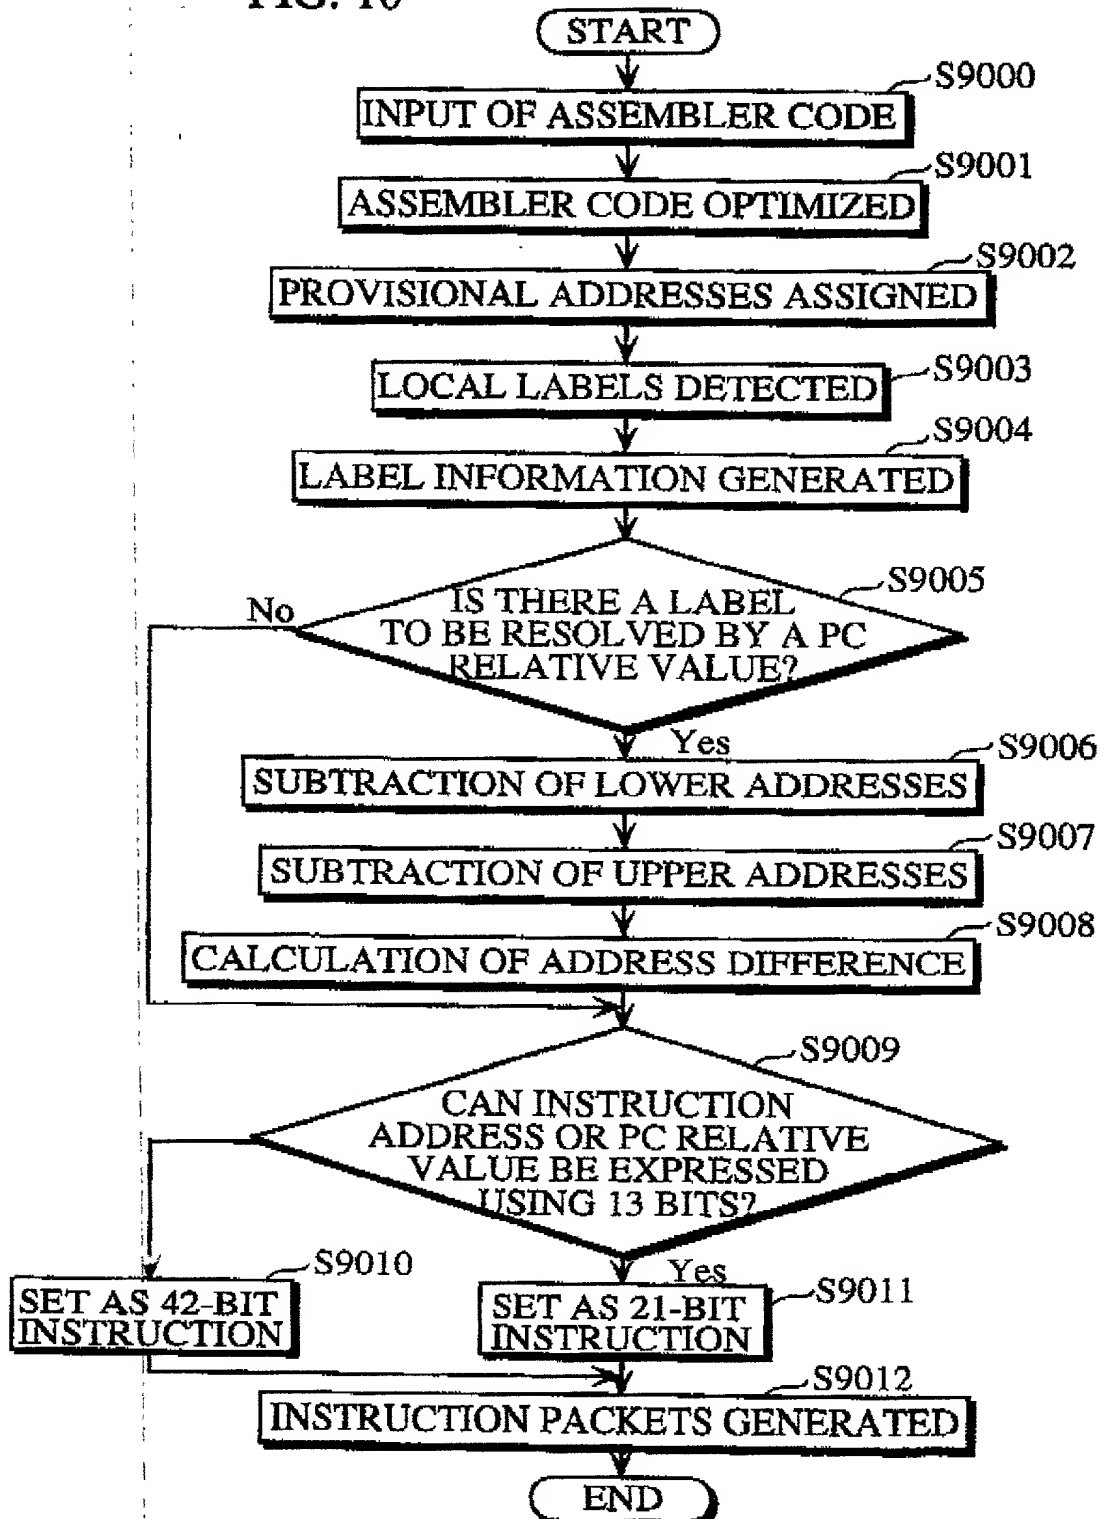 START
S9000
INPUT OF ASSEMBLER CODE
S9001
ASSEMBLER CODE OPTIMIZED
S9002
PROVISIONAL ADDRESSES ASSIGNED
S9003
LOCAL LABELS DETECTED
S9004
LABEL INFORMATION GENERATED
S9005
IS THERE A LABEL
TO BE RESOLVED BY A PC
RELATIVE VALUE?
No
Yes
S9006
SUBTRACTION OF LOWER ADDRESSES
S9007
SUBTRACTION OF UPPER ADDRESSES
S9008
CALCULATION OF ADDRESS DIFFERENCE
S9009
CAN INSTRUCTION
ADDRESS OR PC RELATIVE
VALUE BE EXPRESSED
USING 13 BITS?
S9010
SET AS 42-BIT
INSTRUCTION
Yes
S9011
SET AS 21-BIT
INSTRUCTION
S9012
INSTRUCTION PACKETS GENERATED
END